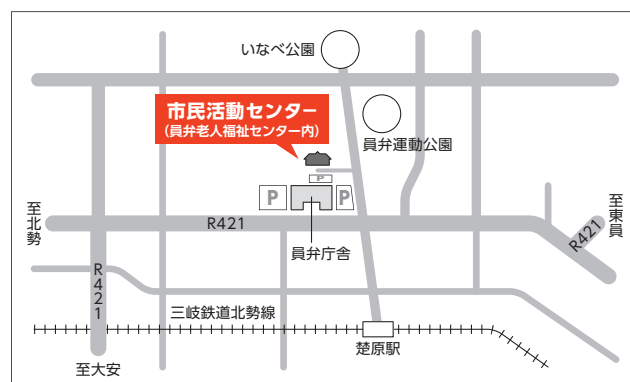 いなべ公園
市民活動センター
(員弁老人福祉センター内)
員弁運動公園
P
P
P
至北勢
R421
至東員
R421
員弁庁舎
R421
三岐鉄道北勢線
楚原駅
至大安